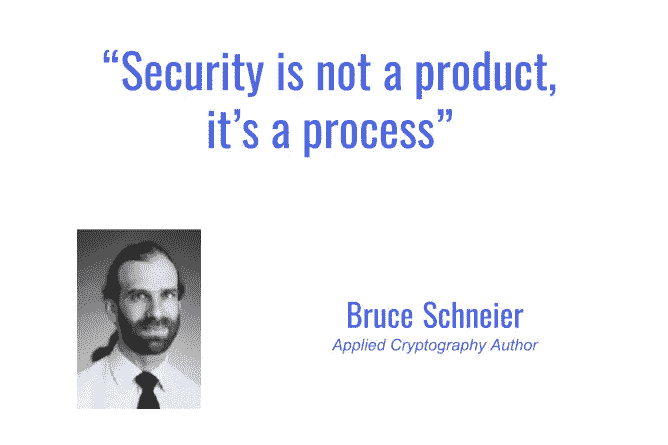 “Security is not a product,
it’s a process”
Bruce Schneier
Applied Cryptography Author